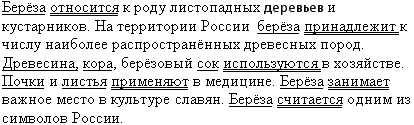 Берёза относится к роду листопадных деревьев и
кустарников. На территории России берёза принадлежит к
числу наиболее распространённых древесных пород.
Древесина, кора, берёзовый сок используются в хозяйстве.
Почки и листья применяют в медицине. Берёза занимает
важное место в культуре славян. Берёза считается одним из
символов России.